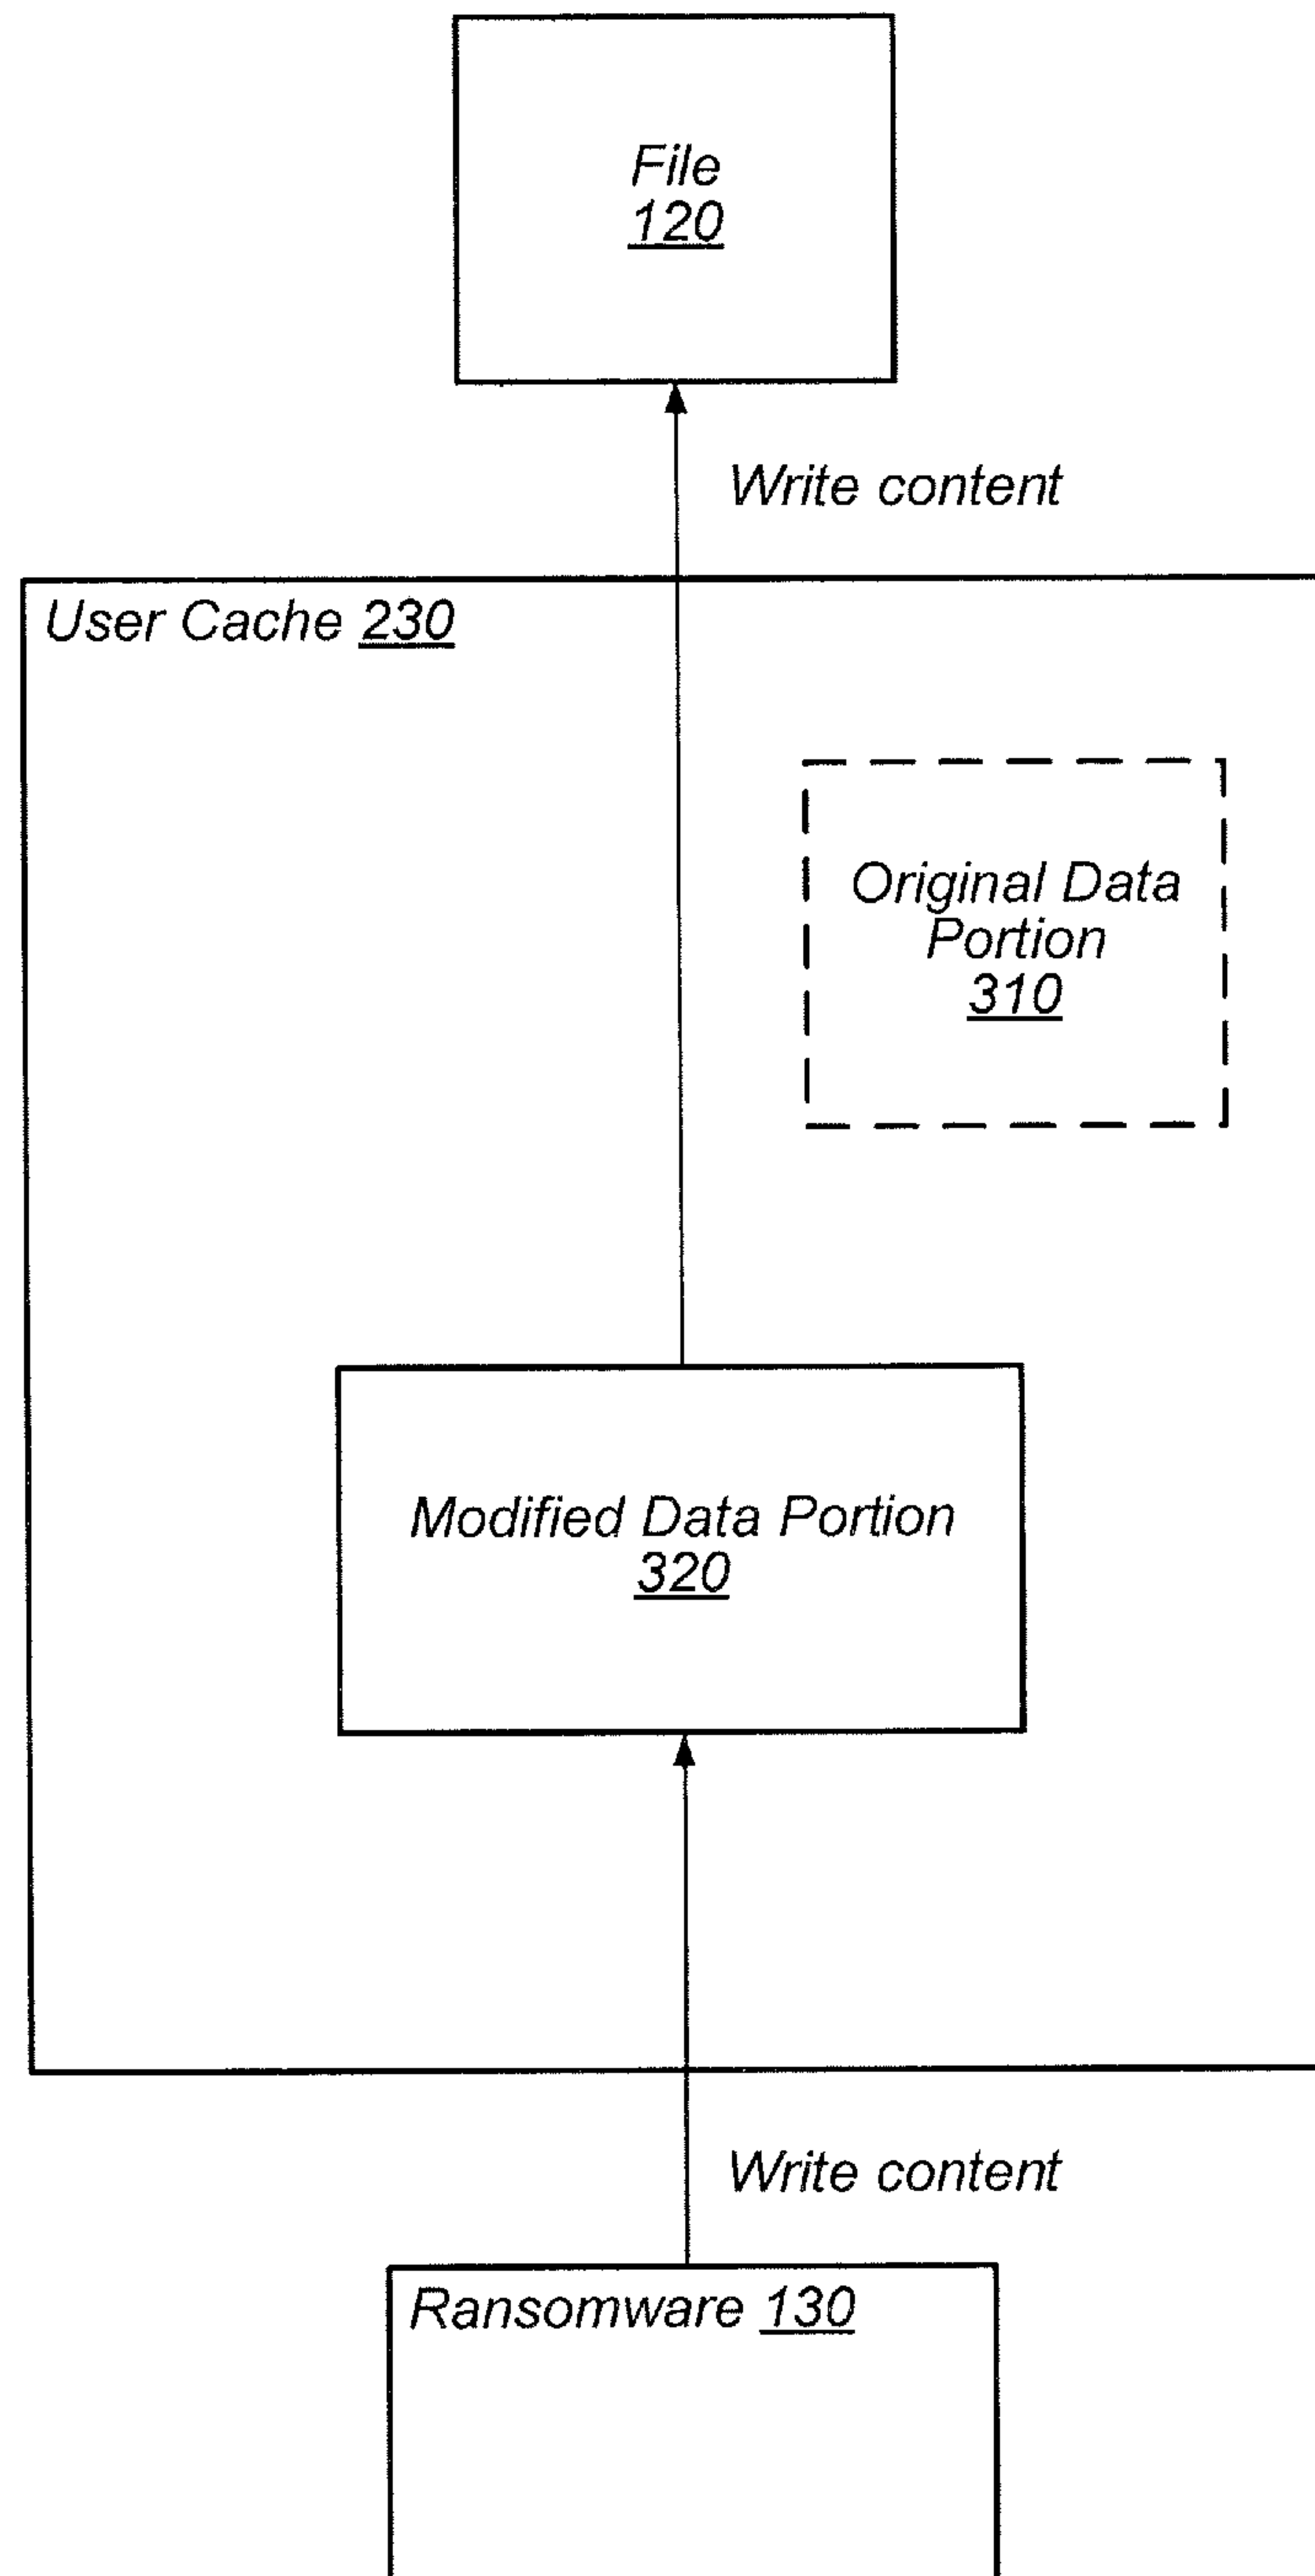 File
120
Write content
User Cache 230
Original Data
Portion
310
Modified Data Portion
320
Write content
Ransomware 130